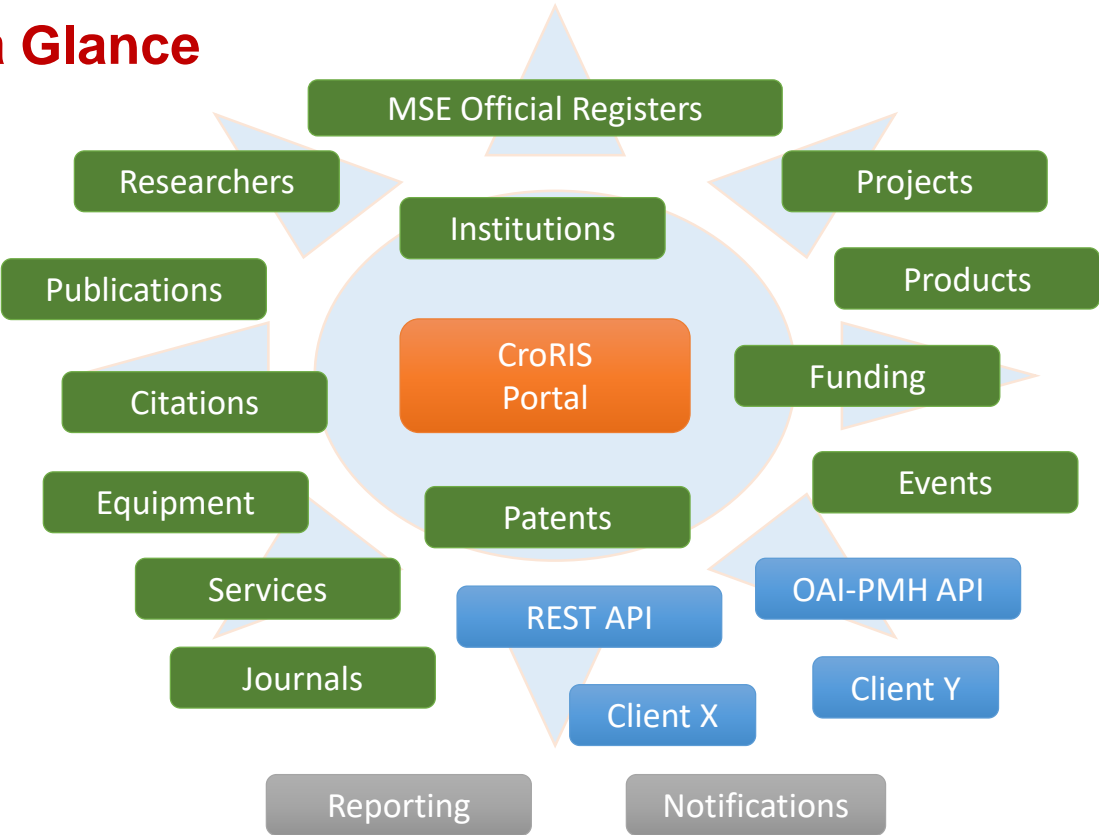 a Glance
MSE Official Registers
Researchers
Projects
Institutions
Products
Publications
CroRIS
Portal
Funding
Citations
Events
Equipment
Patents
Services
OAI-PMH API
REST API
Journals
Client Y
Client X
Reporting
Notifications